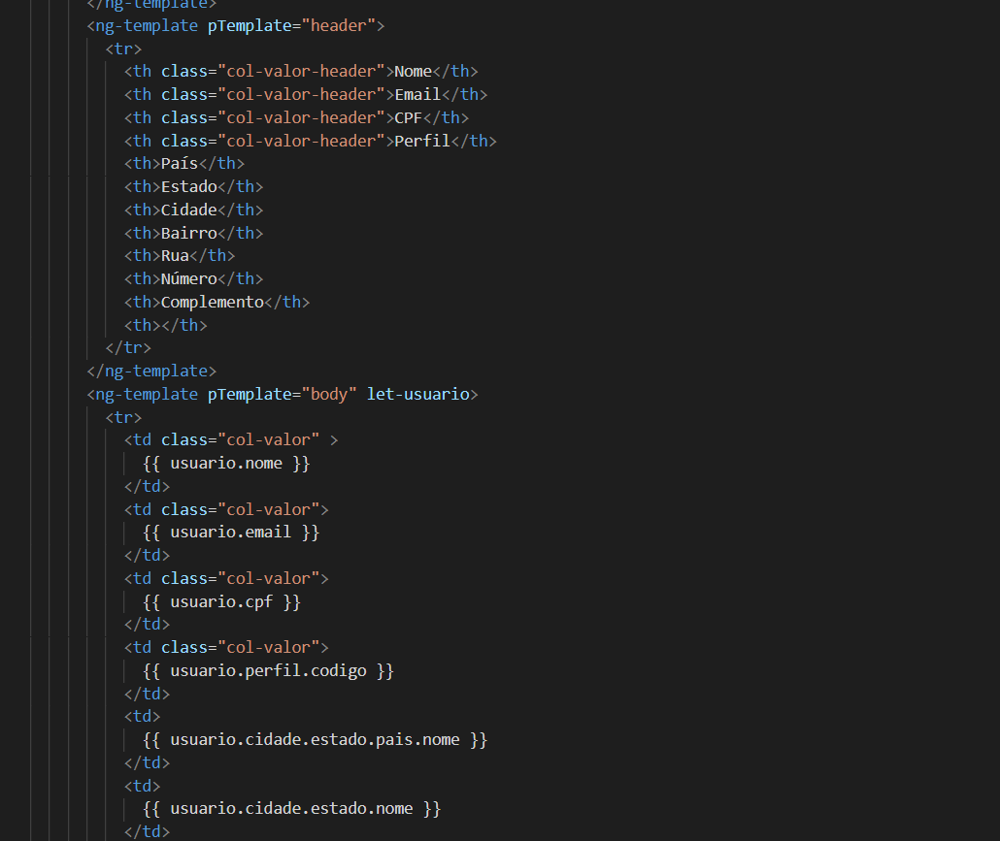 </ng-template>
<ng-template pTemplate="header">
<tr>
<th class="col-valor-header">Nome</th>
<th class="col-valor-header">Email</th>
<th class="col-valor-header">CPF</th>
<th class="col-valor-header">Perfil</th>
<th>País</th>
<th>Estado</th>
<th>Cidade</th>
<th>Bairro</th>
<th>Rua</th>
<th>Número</th>
<th>Complemento</th>
<th></th>
</tr>
</ng-template>
<ng-template pTemplate="body" let-usuario>
<tr>
<td class="col-valor" >
{{ usuario.nome }}
</td>
<td class="col-valor">
{{ usuario.email }}
</td>
<td class="col-valor">
{{ usuario.cpf }}
</td>
<td class="col-valor">
{{ usuario.perfil.codigo }}
</td>
<td>
{{ usuario.cidade.estado.pais.nome }}
</td>
<td>
{{ usuario.cidade.estado.nome }}
</td>